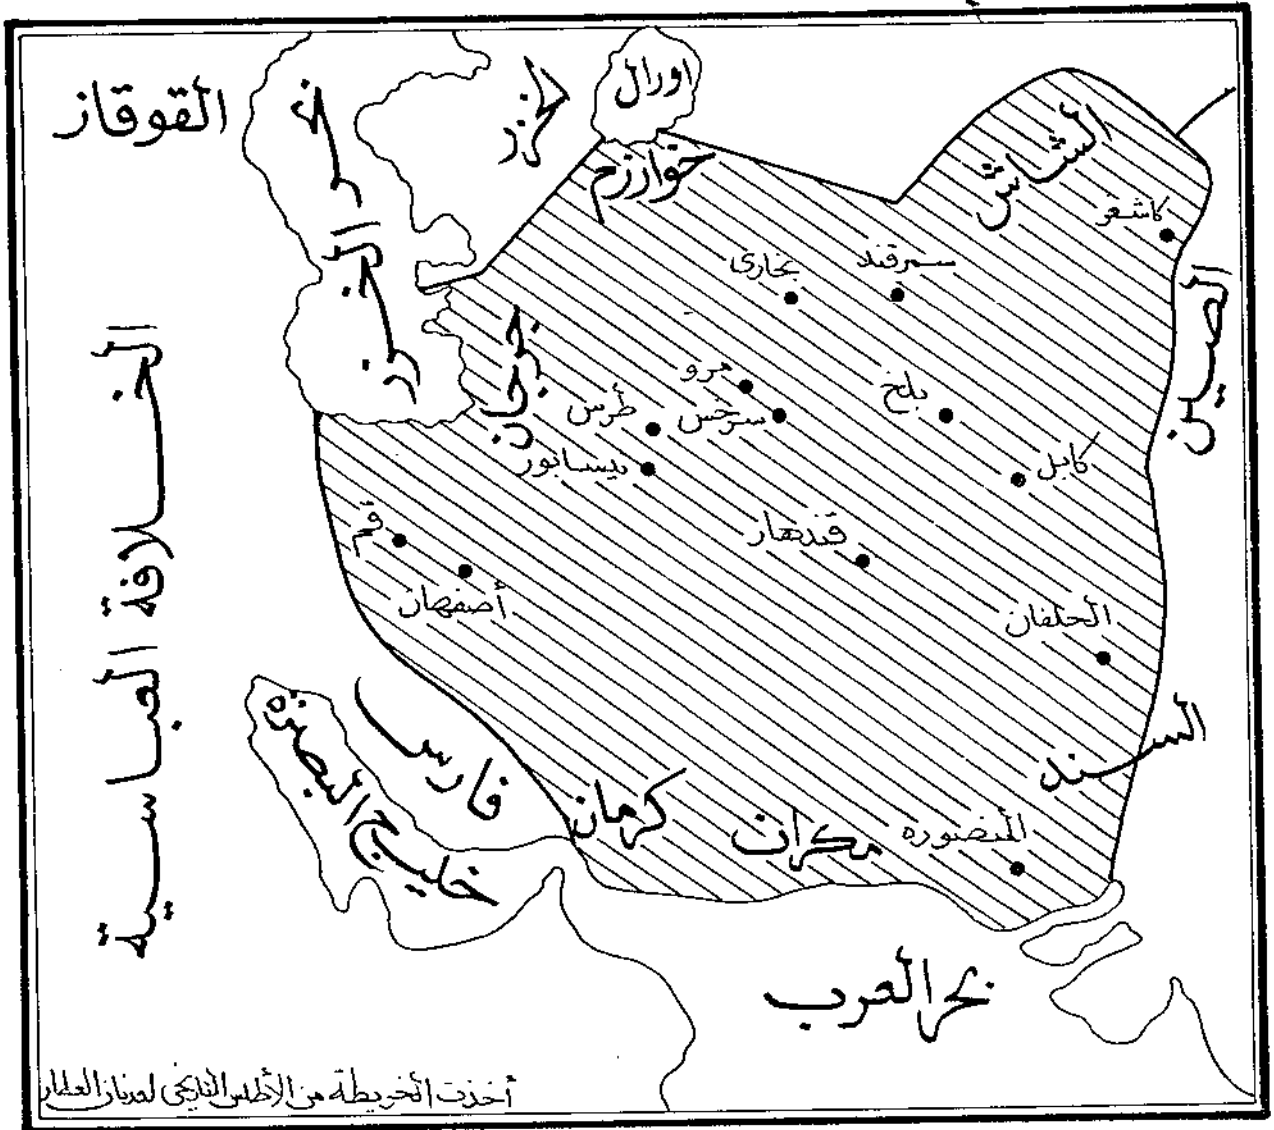 القوقاز
بحر الخزر
الخزر
اورال
خوارزم
الشاش
كاشغر
الصين
بخارى
سمرقند
جرجان
مرو
سرخس
طرس
نيسابور
بلخ
كابل
قم
أصفهان
قندهار
الحلفان
الخلافة العباسية
خليج البصرة
فارس
كرمان
مكران
المنصورة
السند
بحر العرب
أخذت الخريطة من الأطلس التاريخي لعدنان العطار